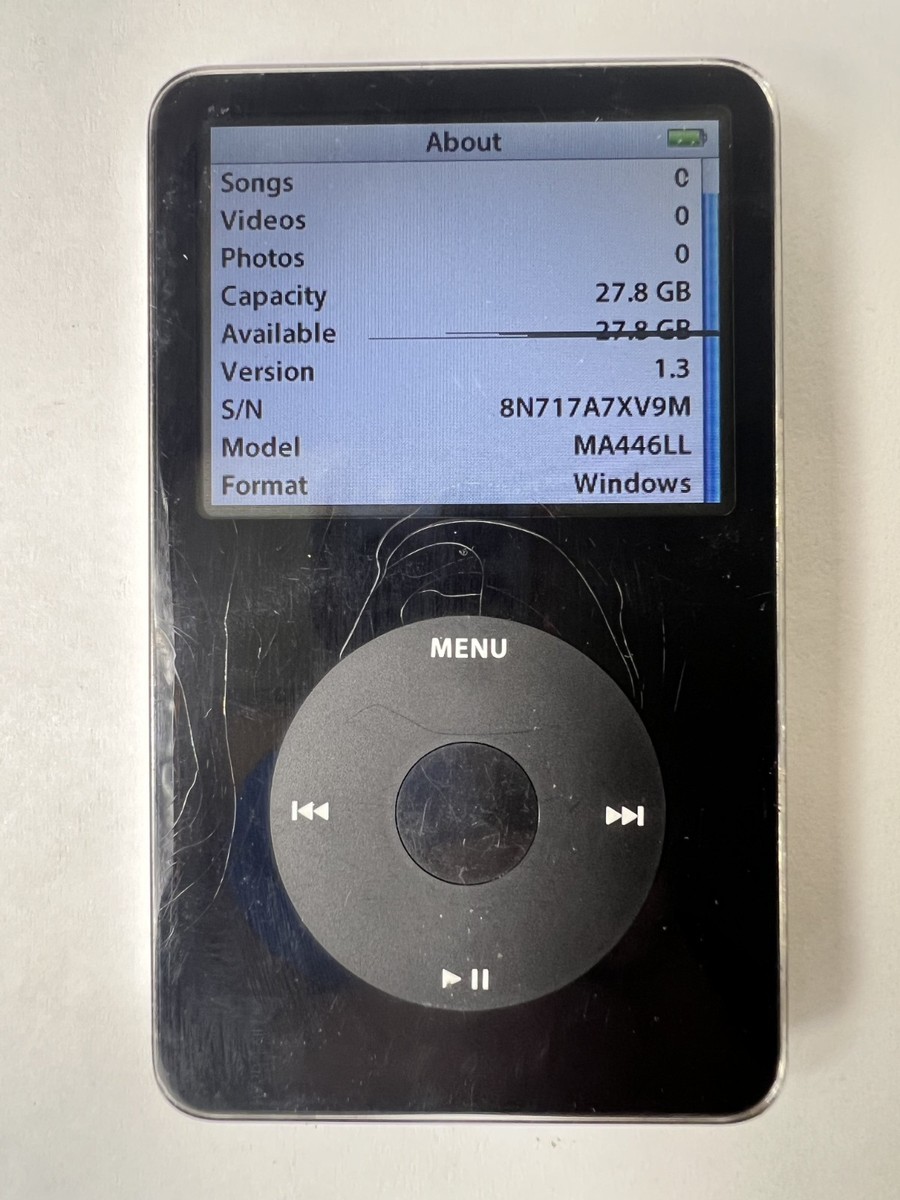 About
Songs 0
Videos 0
Photos 0
Capacity 27.8 GB
Available 27.8 GB
Version 1.3
S/N 8N717A7XV9M
Model MA446LL
Format Windows
MENU